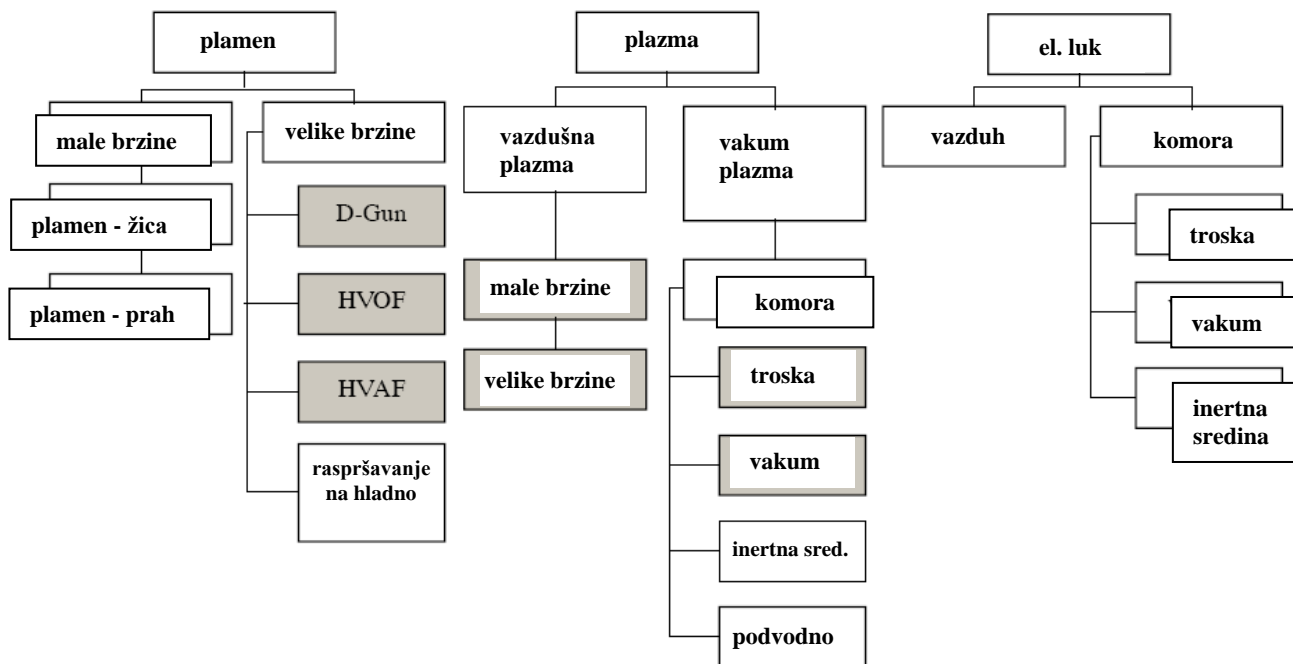 plamen
male brzine
plamen - žica
plamen - prah
velike brzine
D-Gun
HVOF
HVAF
raspršavanje
na hladno
plazma
vazdušna
plazma
male brzine
velike brzine
vakum
plazma
komora
troska
vakum
inertna sred.
podvodno
el. luk
vazduh
komora
troska
vakum
inertna
sredina